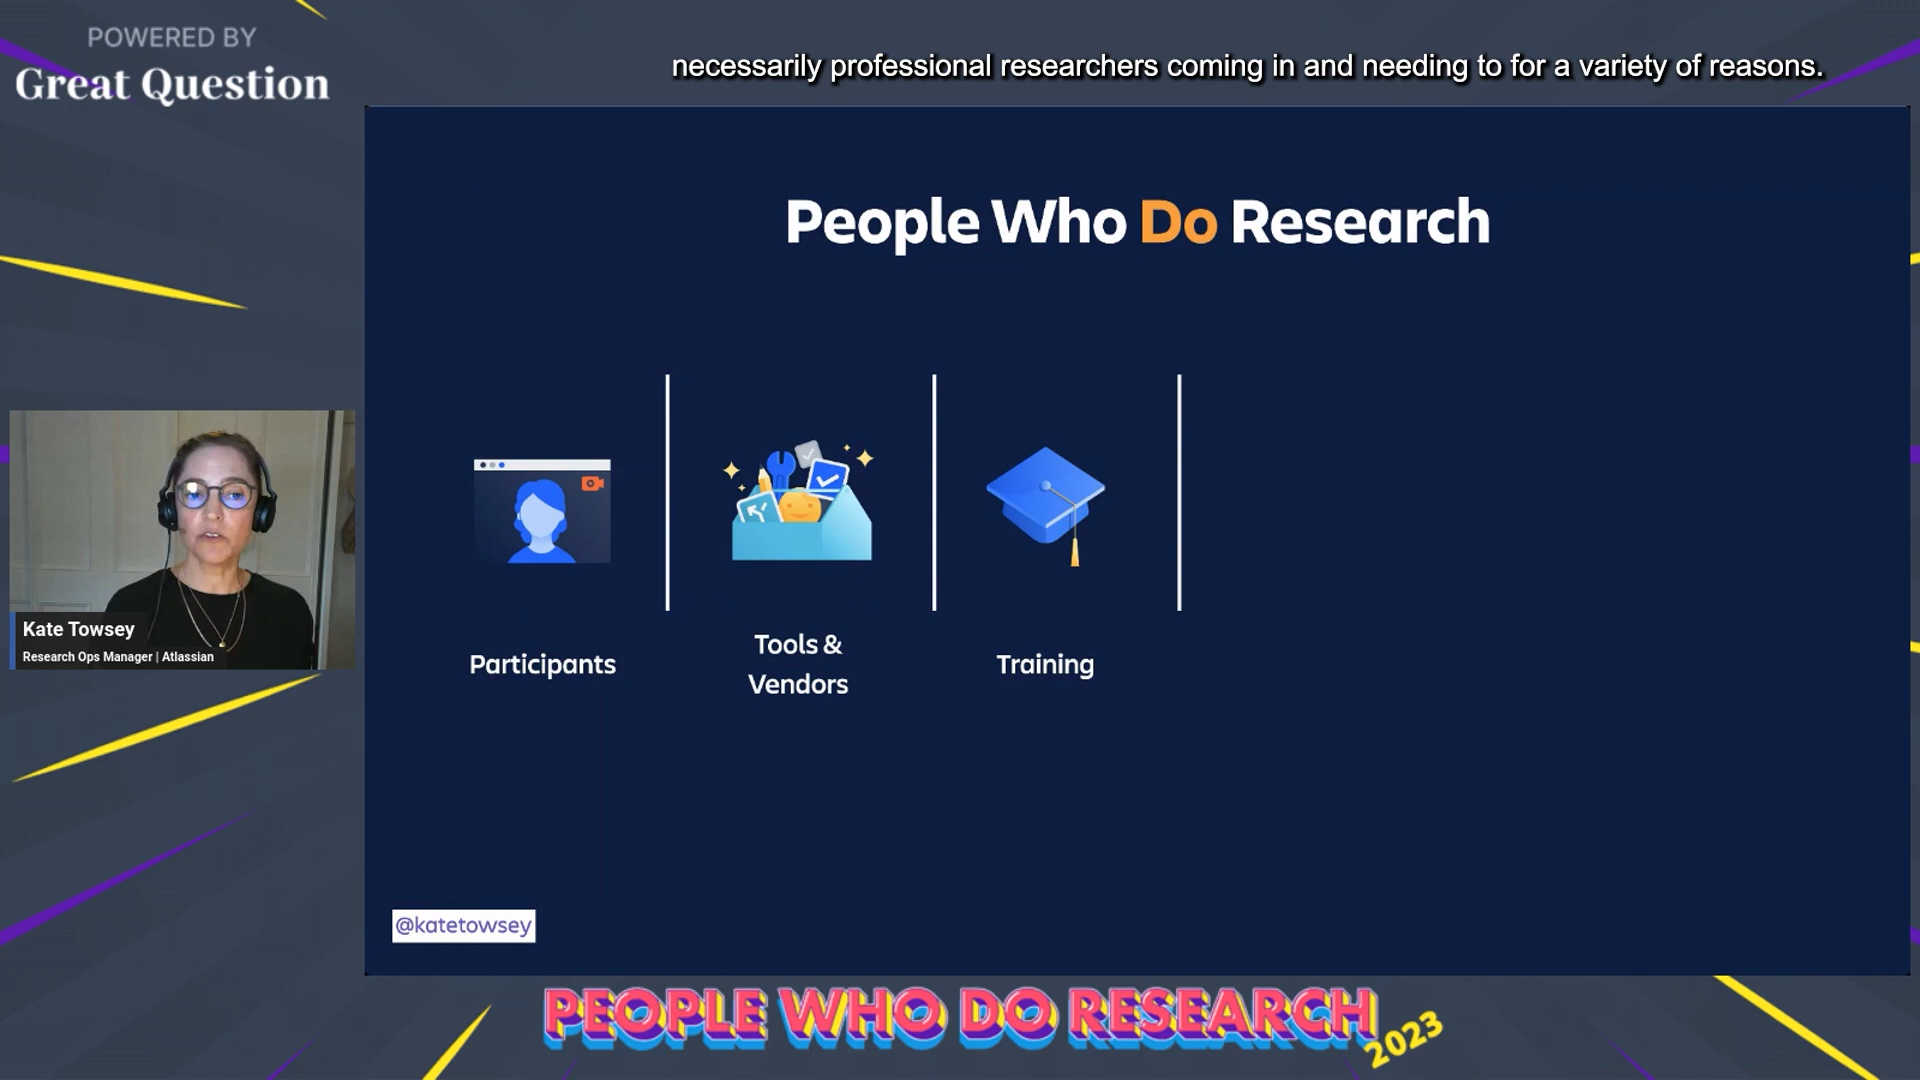 POWERED BY
Great Question
necessarily professional researchers coming in and needing to for a variety of reasons.
People Who Do Research
Participants
Tools &
Vendors
Training
Kate Towsey
Research Ops Manager | Atlassian
@katetowsey
PEOPLE WHO DO RESEARCH
2023